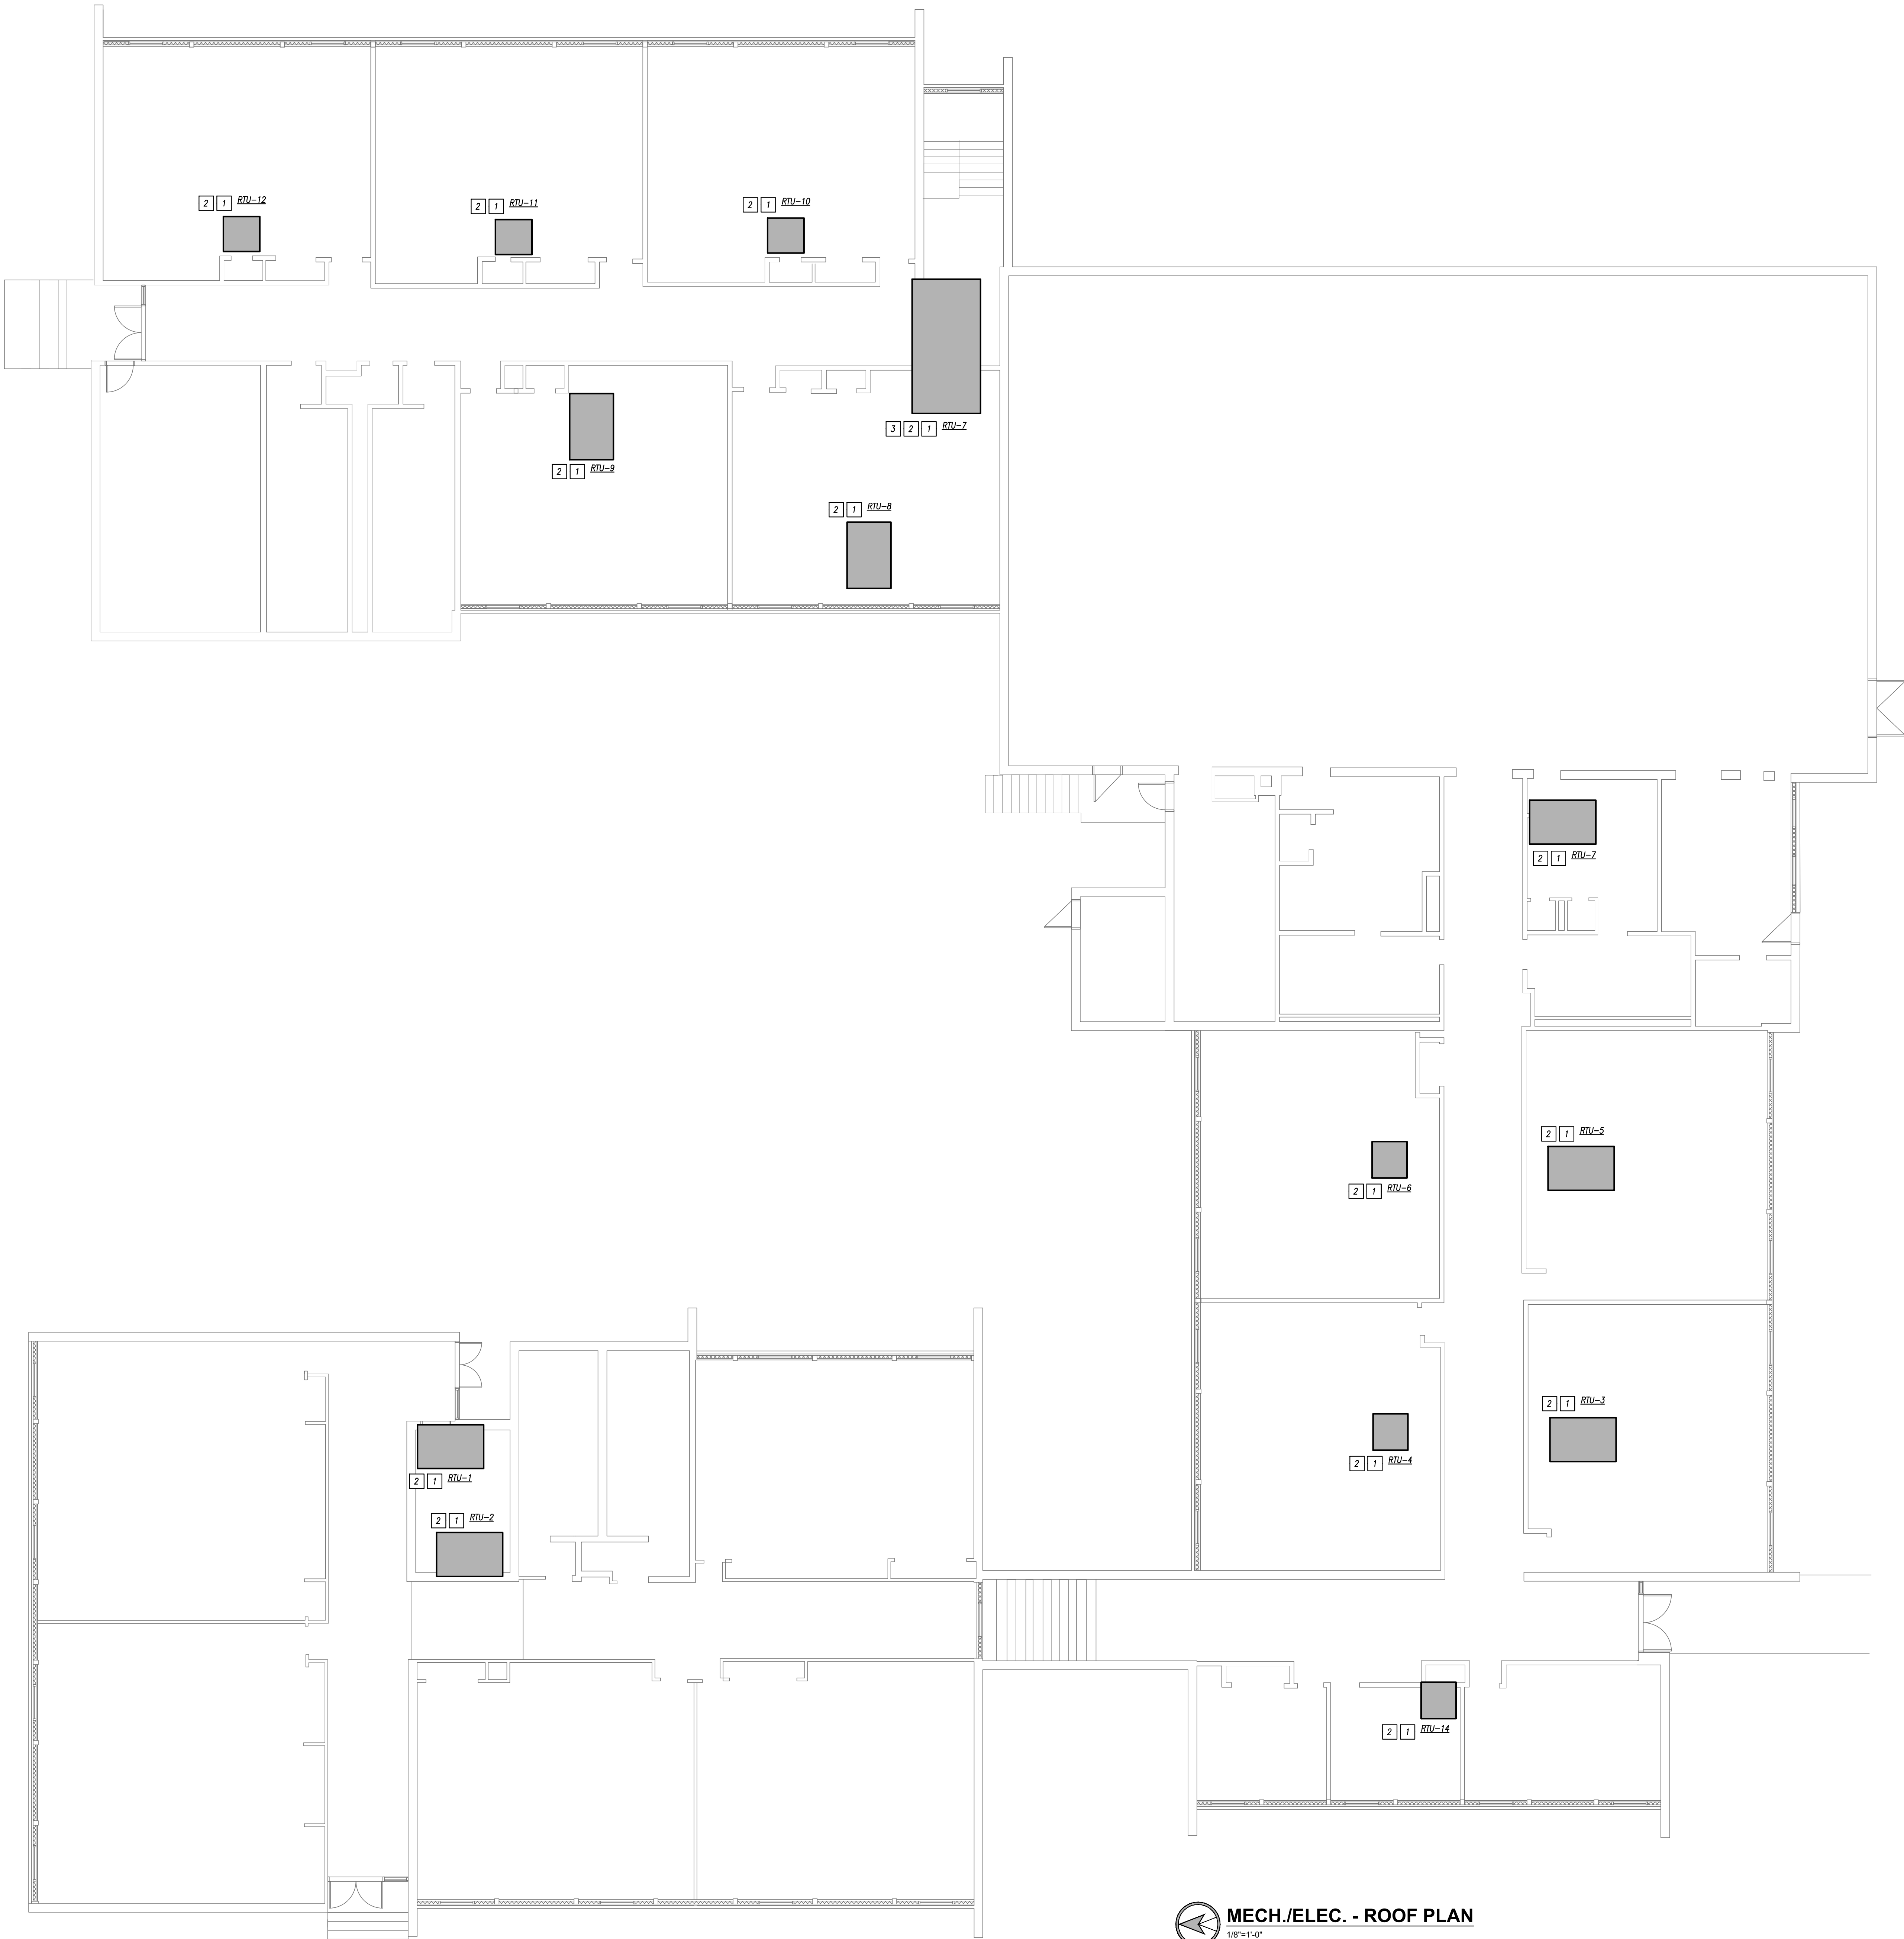 2 1 RTU-12
2 1 RTU-11
2 1 RTU-10
3 2 1 RTU-7
2 1 RTU-9
2 1 RTU-8
2 1 RTU-7
2 1 RTU-5
2 1 RTU-6
2 1 RTU-3
2 1 RTU-4
2 1 RTU-1
2 1 RTU-2
2 1 RTU-14
MECH./ELEC. - ROOF PLAN
1/8"=1'-0"